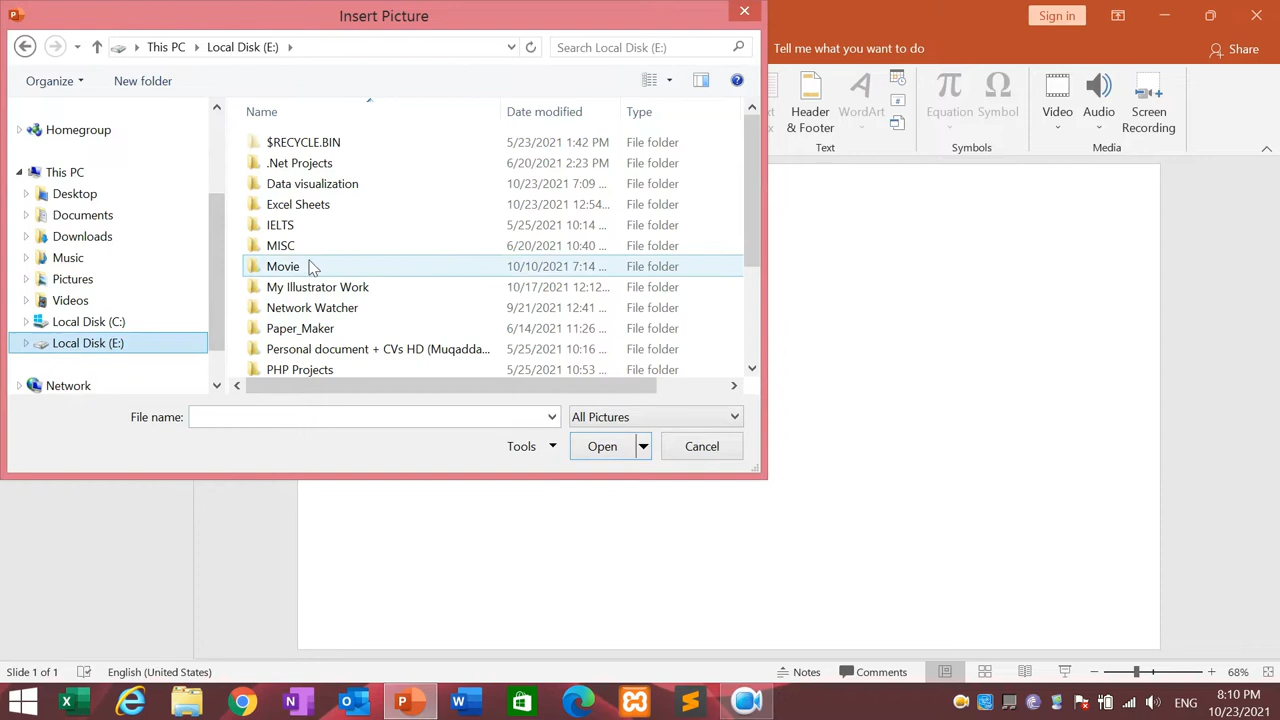 Insert Picture
Sign in
This PC
Local Disk (E:)
Search Local Disk (E:)
Tell me what you want to do
Share
Organize
New folder
Header
& Footer
WordArt
Equation
Symbol
Video
Audio
Screen
Recording
Text
Symbols
Media
Name
Date modified
Type
Homegroup
This PC
Desktop
Documents
Downloads
Music
Pictures
Videos
Local Disk (C:)
Local Disk (E:)
Network
$RECYCLE.BIN 5/23/2021 1:42 PM File folder
.Net Projects 6/20/2021 2:23 PM File folder
Data visualization 10/23/2021 7:09 ... File folder
Excel Sheets 10/23/2021 12:54... File folder
IELTS 5/25/2021 10:14 ... File folder
MISC 6/20/2021 10:40 ... File folder
Movie 10/10/2021 7:14 ... File folder
My Illustrator Work 10/17/2021 12:12... File folder
Network Watcher 9/21/2021 12:41 ... File folder
Paper_Maker 6/14/2021 11:26 ... File folder
Personal document + CVs HD (Muqadda... 5/25/2021 10:16 ... File folder
PHP Projects 5/25/2021 10:53 ... File folder
File name:
All Pictures
Tools
Open
Cancel
Slide 1 of 1
English (United States)
Notes
Comments
68%
ENG
8:10 PM
10/23/2021